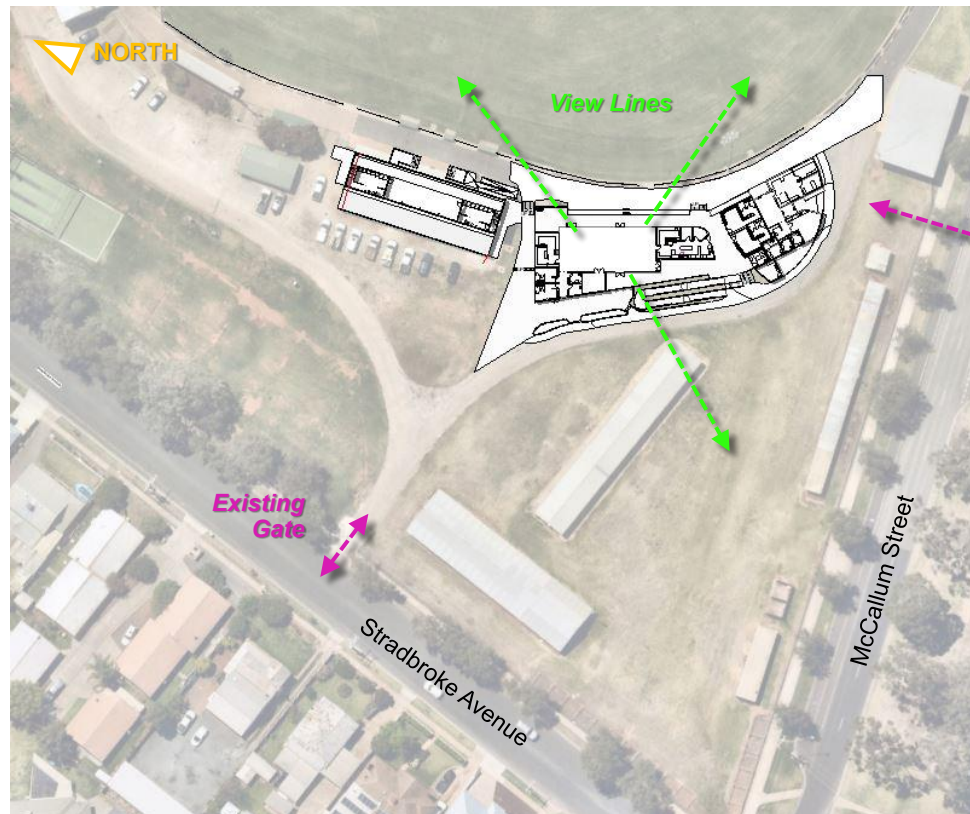 NORTH
View Lines
Existing
Gate
Stradbroke Avenue
McCallum Street